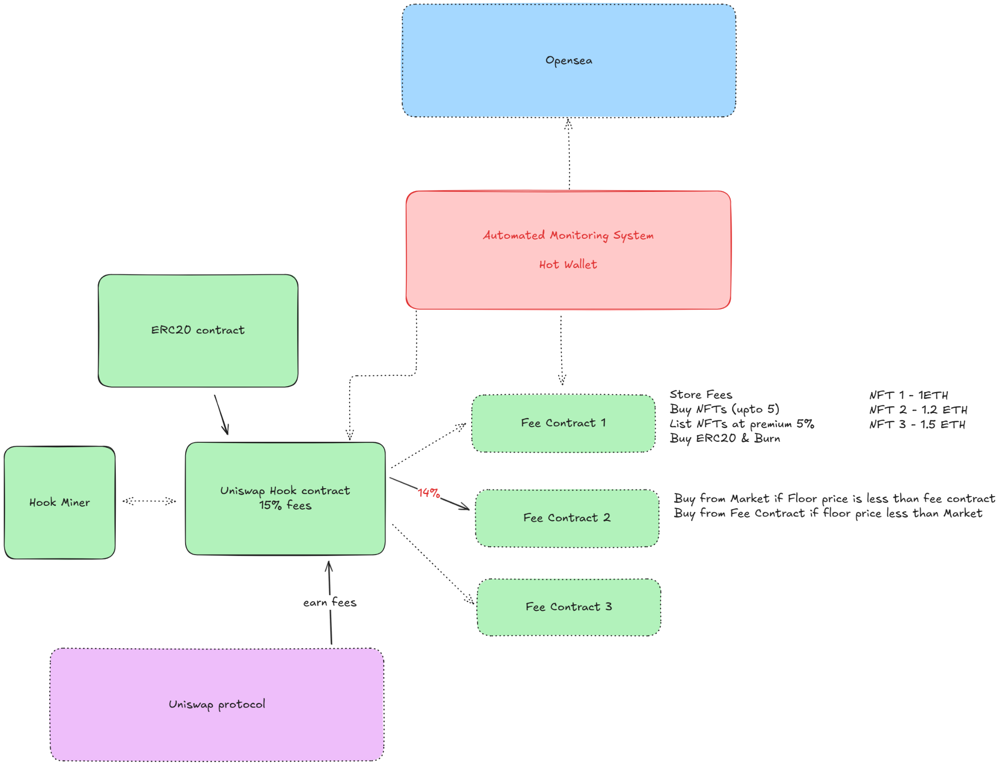 Opensea
Automated Monitoring System
Hot Wallet
ERC20 contract
Store Fees
Buy NFTs (upto 5)
List NFTs at premium 5%
Buy ERC20 & Burn
NFT 1 - 1ETH
NFT 2 - 1.2 ETH
NFT 3 - 1.5 ETH
Fee Contract 1
Hook Miner
Uniswap Hook contract
15% fees
14%
Fee Contract 2
Buy from Market if Floor price is less than fee contract
Buy from Fee Contract if floor price less than Market
Fee Contract 3
earn fees
Uniswap protocol